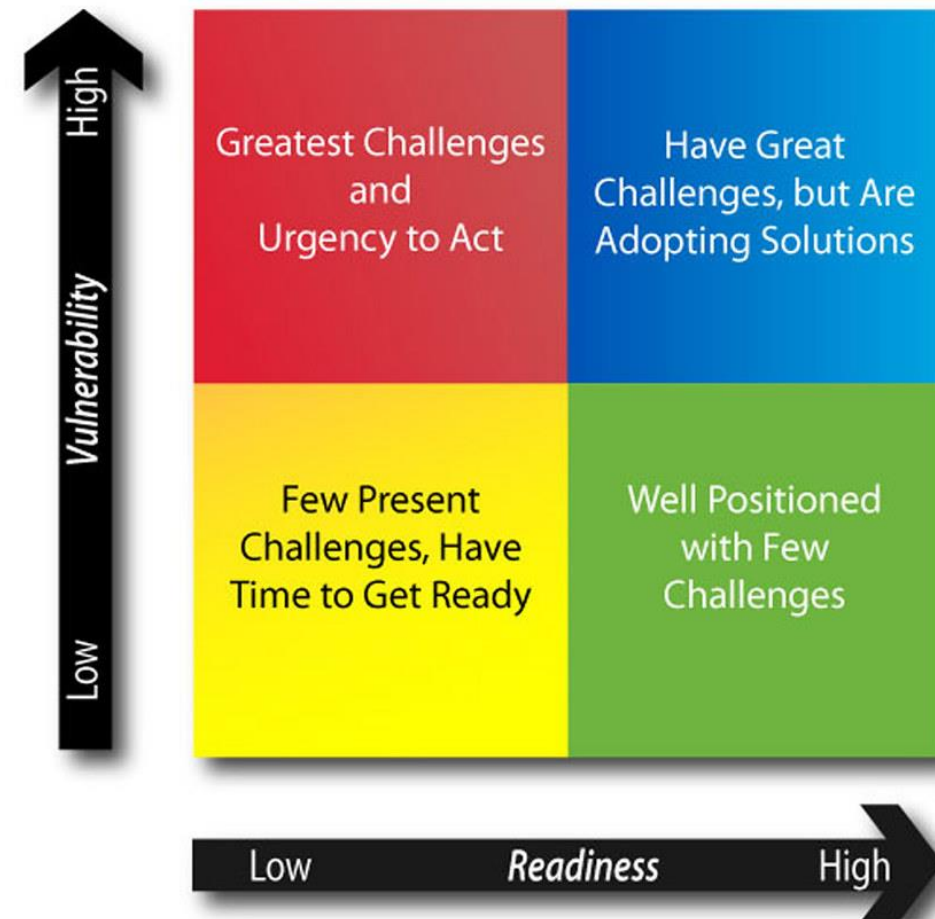 High
Vulnerability
Low
Greatest Challenges
and
Urgency to Act
Have Great
Challenges, but Are
Adopting Solutions
Few Present
Challenges, Have
Time to Get Ready
Well Positioned
with Few
Challenges
Low Readiness High